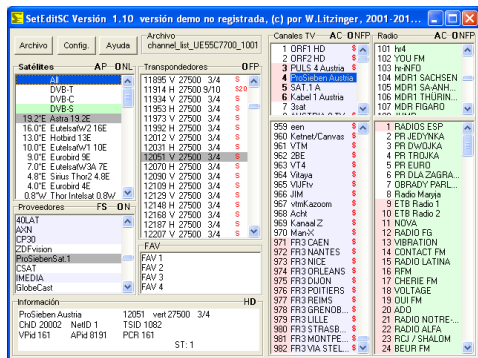 SetEditSC Versión 1.10 versión demo no registrada, (c) por W.Litzinger, 2001-201...
Archivo
Config.
Ayuda
Archivo
channel_list_UE55C7700_1001
Satélites AP ONL
All
DVB-T
DVB-C
DVB-S
19.2°E Astra 19.2E
16.0°E EutelsafW2 16E
13.0°E Hotbird 13E
10.0°E EutelsafW1 10E
9.0°E Eurobird 9E
7.0°E EutelsafW/3A 7E
4.8°E Sirius Thor2 4.8E
4.0°E Eurobird 4E
0.8°W Thor Intelsat 0.8W
Transpondedores OFP
11895 V 27500 3/4 S
11914 H 27500 9/10 S20
11934 V 27500 3/4 S
11953 H 27500 3/4 S
11973 V 27500 3/4 S
11992 H 27500 3/4 S
12012 V 27500 3/4 S
12031 H 27500 3/4 S
12051 V 27500 3/4 S
12070 H 27500 3/4 S
12090 V 27500 3/4 S
12109 H 27500 3/4 S
12129 V 27500 3/4 S
12148 H 27500 3/4 S
12168 V 27500 3/4 S
12187 H 27500 3/4 S
12207 V 27500 3/4 S
Proveedores FS ON
40LAT
AXN
CP30
ZDFvision
ProSiebenSat.1
CSAT
IMEDIA
GlobeCast
FAV
FAV 1
FAV 2
FAV 3
FAV 4
Información HD
ProSieben Austria 12051 vert 27500 3/4
CND 20002 NetID 1 TSID 1082
VPid 161 APid 8191 PCR 161
ST: 1
Canales TV AC ONFP
1 ORF1 HD $
2 ORF2 HD $
3 PULS 4 Austria $
4 ProSieben Austria
5 SAT.1 A
6 Kabel 1 Austria
7 3sat
959 een $
960 Ketnet/Canvas $
961 VTM $
962 2BE $
963 VT4 $
964 Vitaya $
965 VIJFtv $
966 JIM $
967 vtmKazoom $
968 Acht $
969 Kanaal Z $
970 Man-X $
971 FR3 CAEN $
972 FR3 NANTES $
973 FR3 NICE $
974 FR3 ORLEANS $
975 FR3 DIJON $
976 FR3 POITIERS $
977 FR3 REIMS $
978 FR3 GRENOB... $
979 FR3 LILLE $
980 FR3 STRASB... $
981 FR3 MONTPE... $
982 FR3 VIA STEL... $
Radio AC ONFP
101 hr4
102 YOU FM
103 hr-iNFO
104 MDR1 SACHSEN
105 MDR1 SA-ANH...
106 MDR1 THÜRIN...
107 MDR FIGARO
1 RADIOS ESP
2 PR JEDYNKA
3 PR DWOJKA
4 PR TROJKA
5 PR EURO
6 PR DLA ZAGRA...
7 OBRADY PARL...
8 Radio Maryja
9 ETB Radio 1
10 ETB Radio 2
11 NOVA
12 RADIO FG
13 VIBRATION
14 CONTACT FM
15 RADIO LATINA
16 RFM
17 CHERIE FM
18 VOLTAGE
19 OUI FM
20 ADO
21 RADIO NOTRE-...
22 RADIO ALFA
23 RCJ / SHALOM
24 BEUR FM